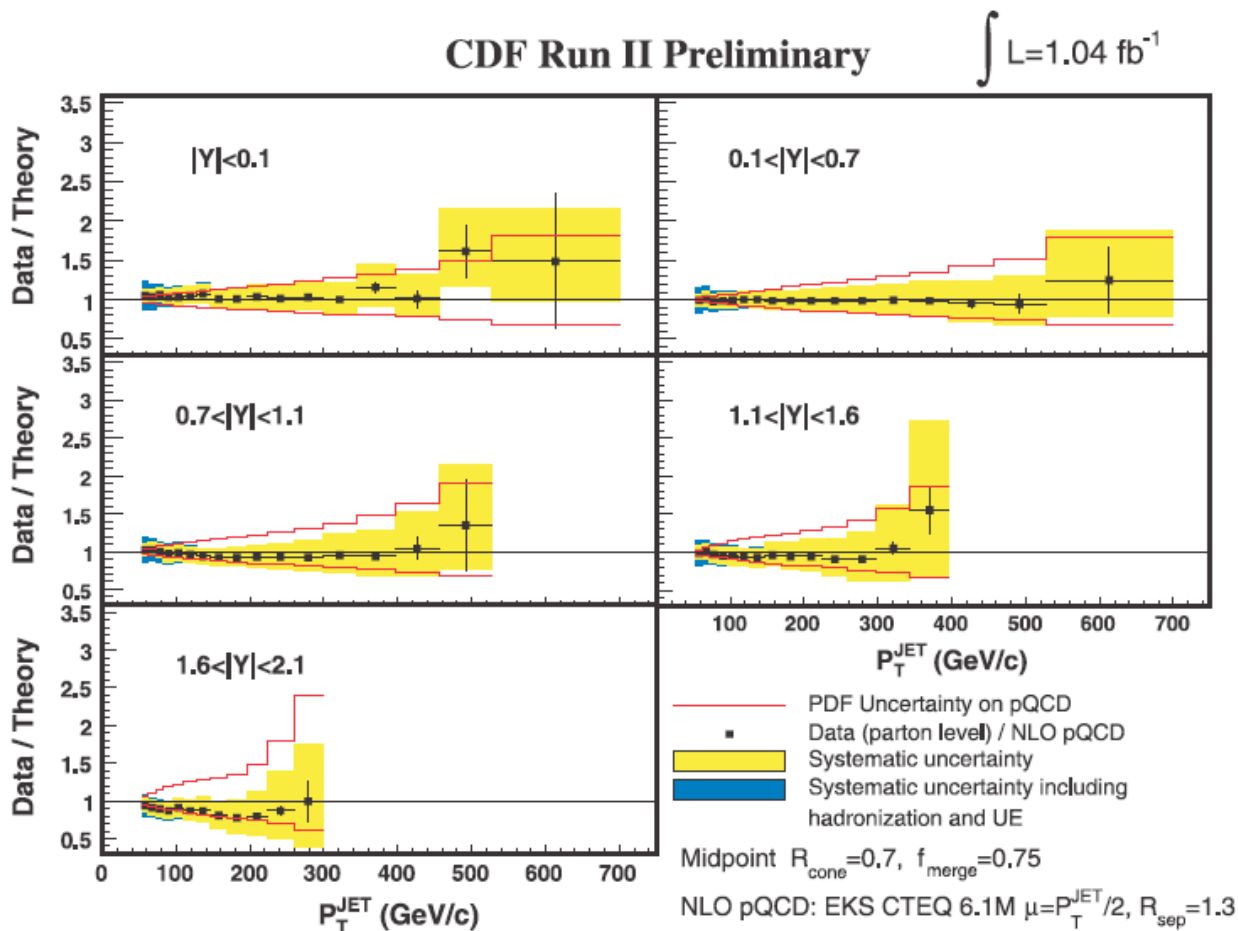 CDF Run II Preliminary
∫ L=1.04 fb⁻¹
Data / Theory
3.5
3
2.5
2
1.5
1
0.5
|Y|<0.1
0.1<|Y|<0.7
Data / Theory
3.5
3
2.5
2
1.5
1
0.5
0.7<|Y|<1.1
1.1<|Y|<1.6
100 200 300 400 500 600 700
P_T^JET (GeV/c)
Data / Theory
3.5
3
2.5
2
1.5
1
0.5
1.6<|Y|<2.1
0 100 200 300 400 500 600 700
P_T^JET (GeV/c)
PDF Uncertainty on pQCD
Data (parton level) / NLO pQCD
Systematic uncertainty
Systematic uncertainty including
hadronization and UE
Midpoint R_cone=0.7, f_merge=0.75
NLO pQCD: EKS CTEQ 6.1M μ=P_T^JET/2, R_sep=1.3